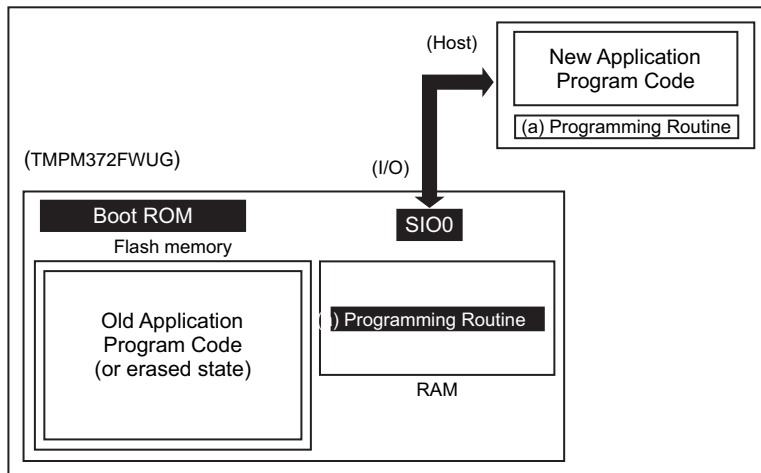 (Host)
New Application
Program Code
(a) Programming Routine
(TMPM372FWUG)
(I/O)
Boot ROM
SIO0
Flash memory
Old Application
Program Code
(or erased state)
(a) Programming Routine
RAM